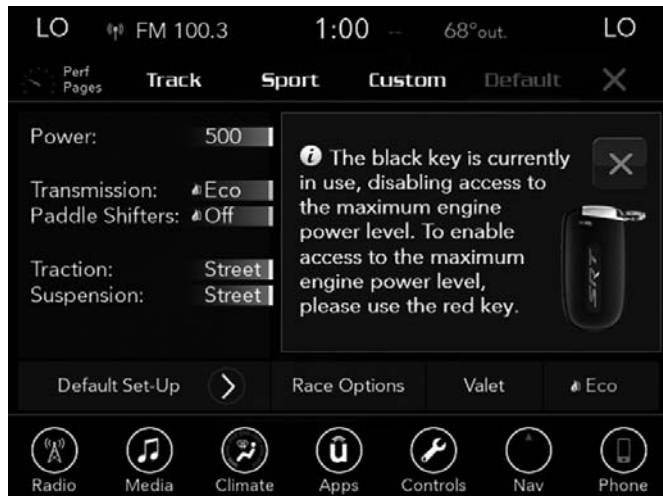 LO FM 100.3 1:00 -- 68°out. LO
Perf
Pages
Track Sport Custom Default
Power: 500
Transmission: Eco
Paddle Shifters: Off
Traction: Street
Suspension: Street
The black key is currently
in use, disabling access to
the maximum engine
power level. To enable
access to the maximum
engine power level,
please use the red key.
SRT
Default Set-Up Race Options Valet Eco
Radio Media Climate Apps Controls Nav Phone